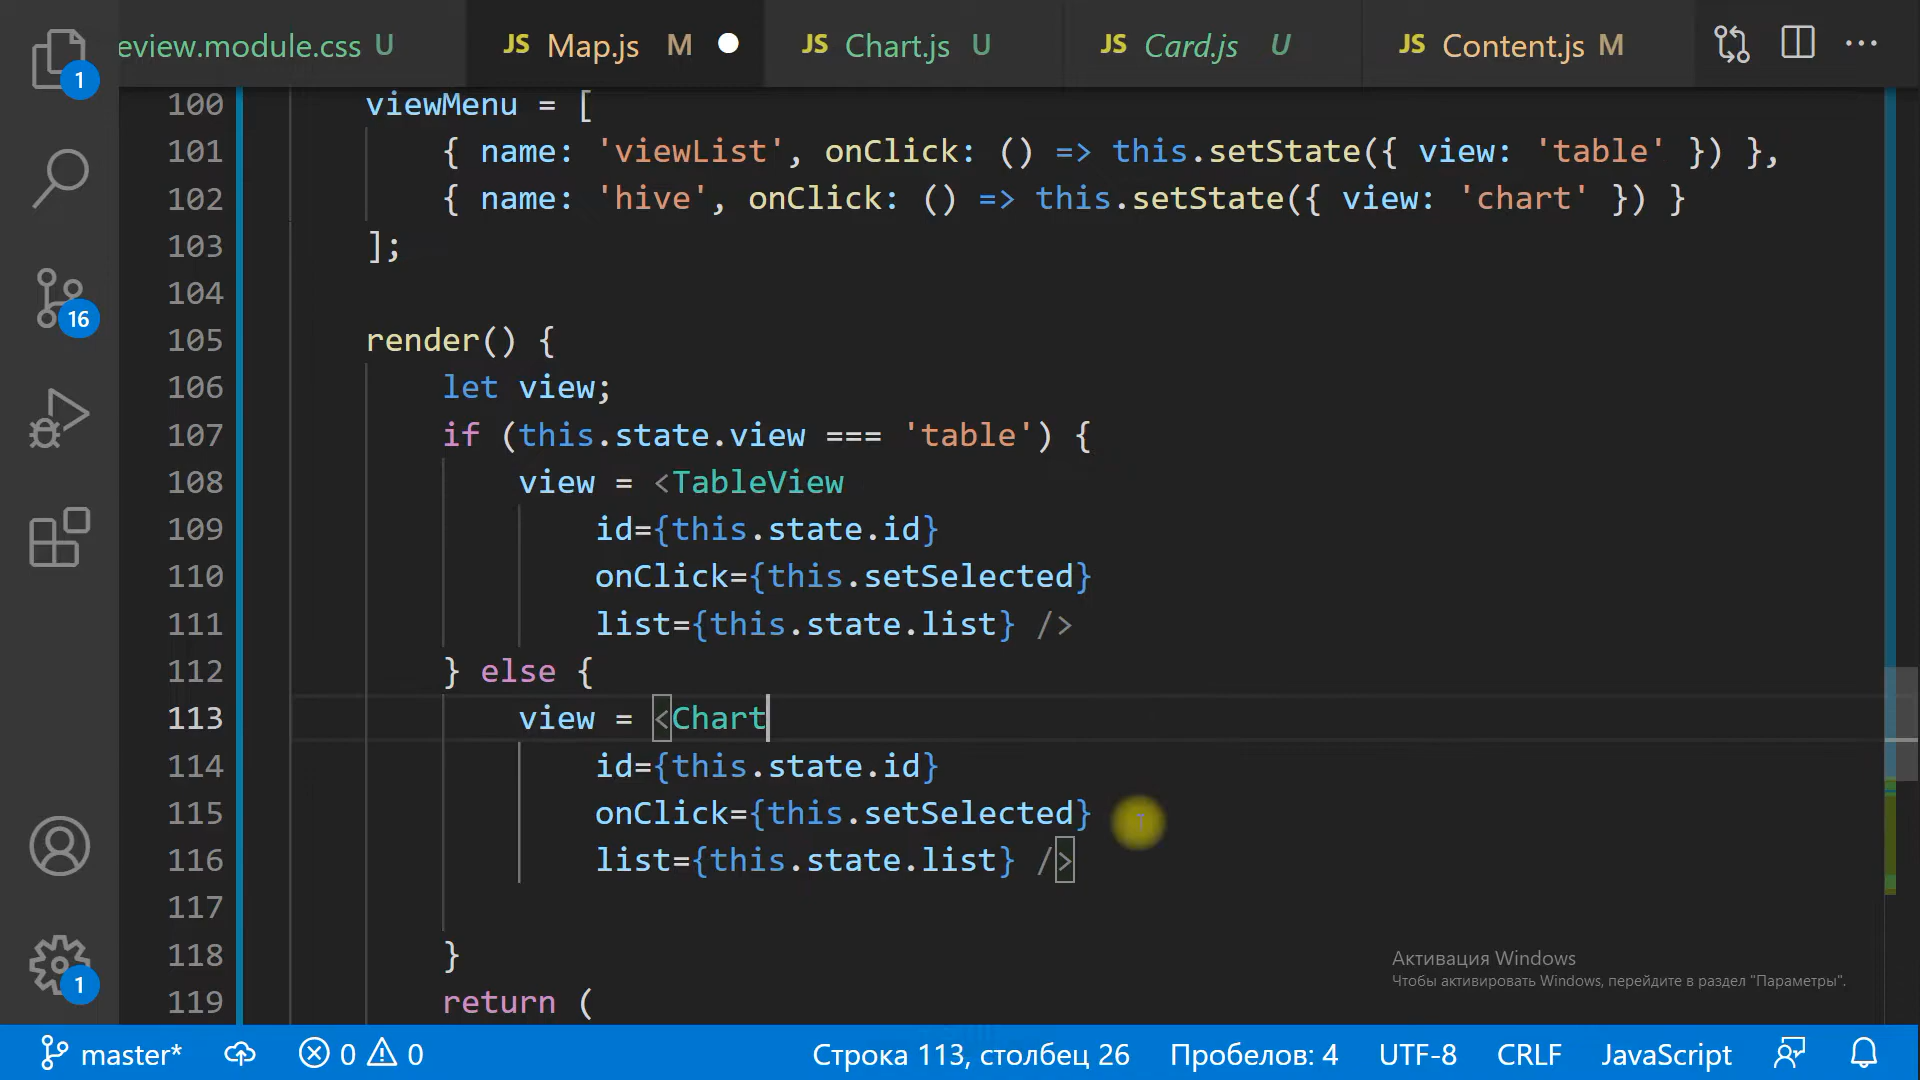 eview.module.css U
JS Map.js M
JS Chart.js U
JS Card.js U
JS Content.js M
1
16
1
100 viewMenu = [
101 { name: 'viewList', onClick: () => this.setState({ view: 'table' }) },
102 { name: 'hive', onClick: () => this.setState({ view: 'chart' }) }
103 ];
104
105 render() {
106 let view;
107 if (this.state.view === 'table') {
108 view = <TableView
109 id={this.state.id}
110 onClick={this.setSelected}
111 list={this.state.list} />
112 } else {
113 view = <Chart
114 id={this.state.id}
115 onClick={this.setSelected}
116 list={this.state.list} />
117
118 }
119 return (
Активация Windows
Чтобы активировать Windows, перейдите в раздел "Параметры".
master* 0 0 Строка 113, столбец 26 Пробелов: 4 UTF-8 CRLF JavaScript